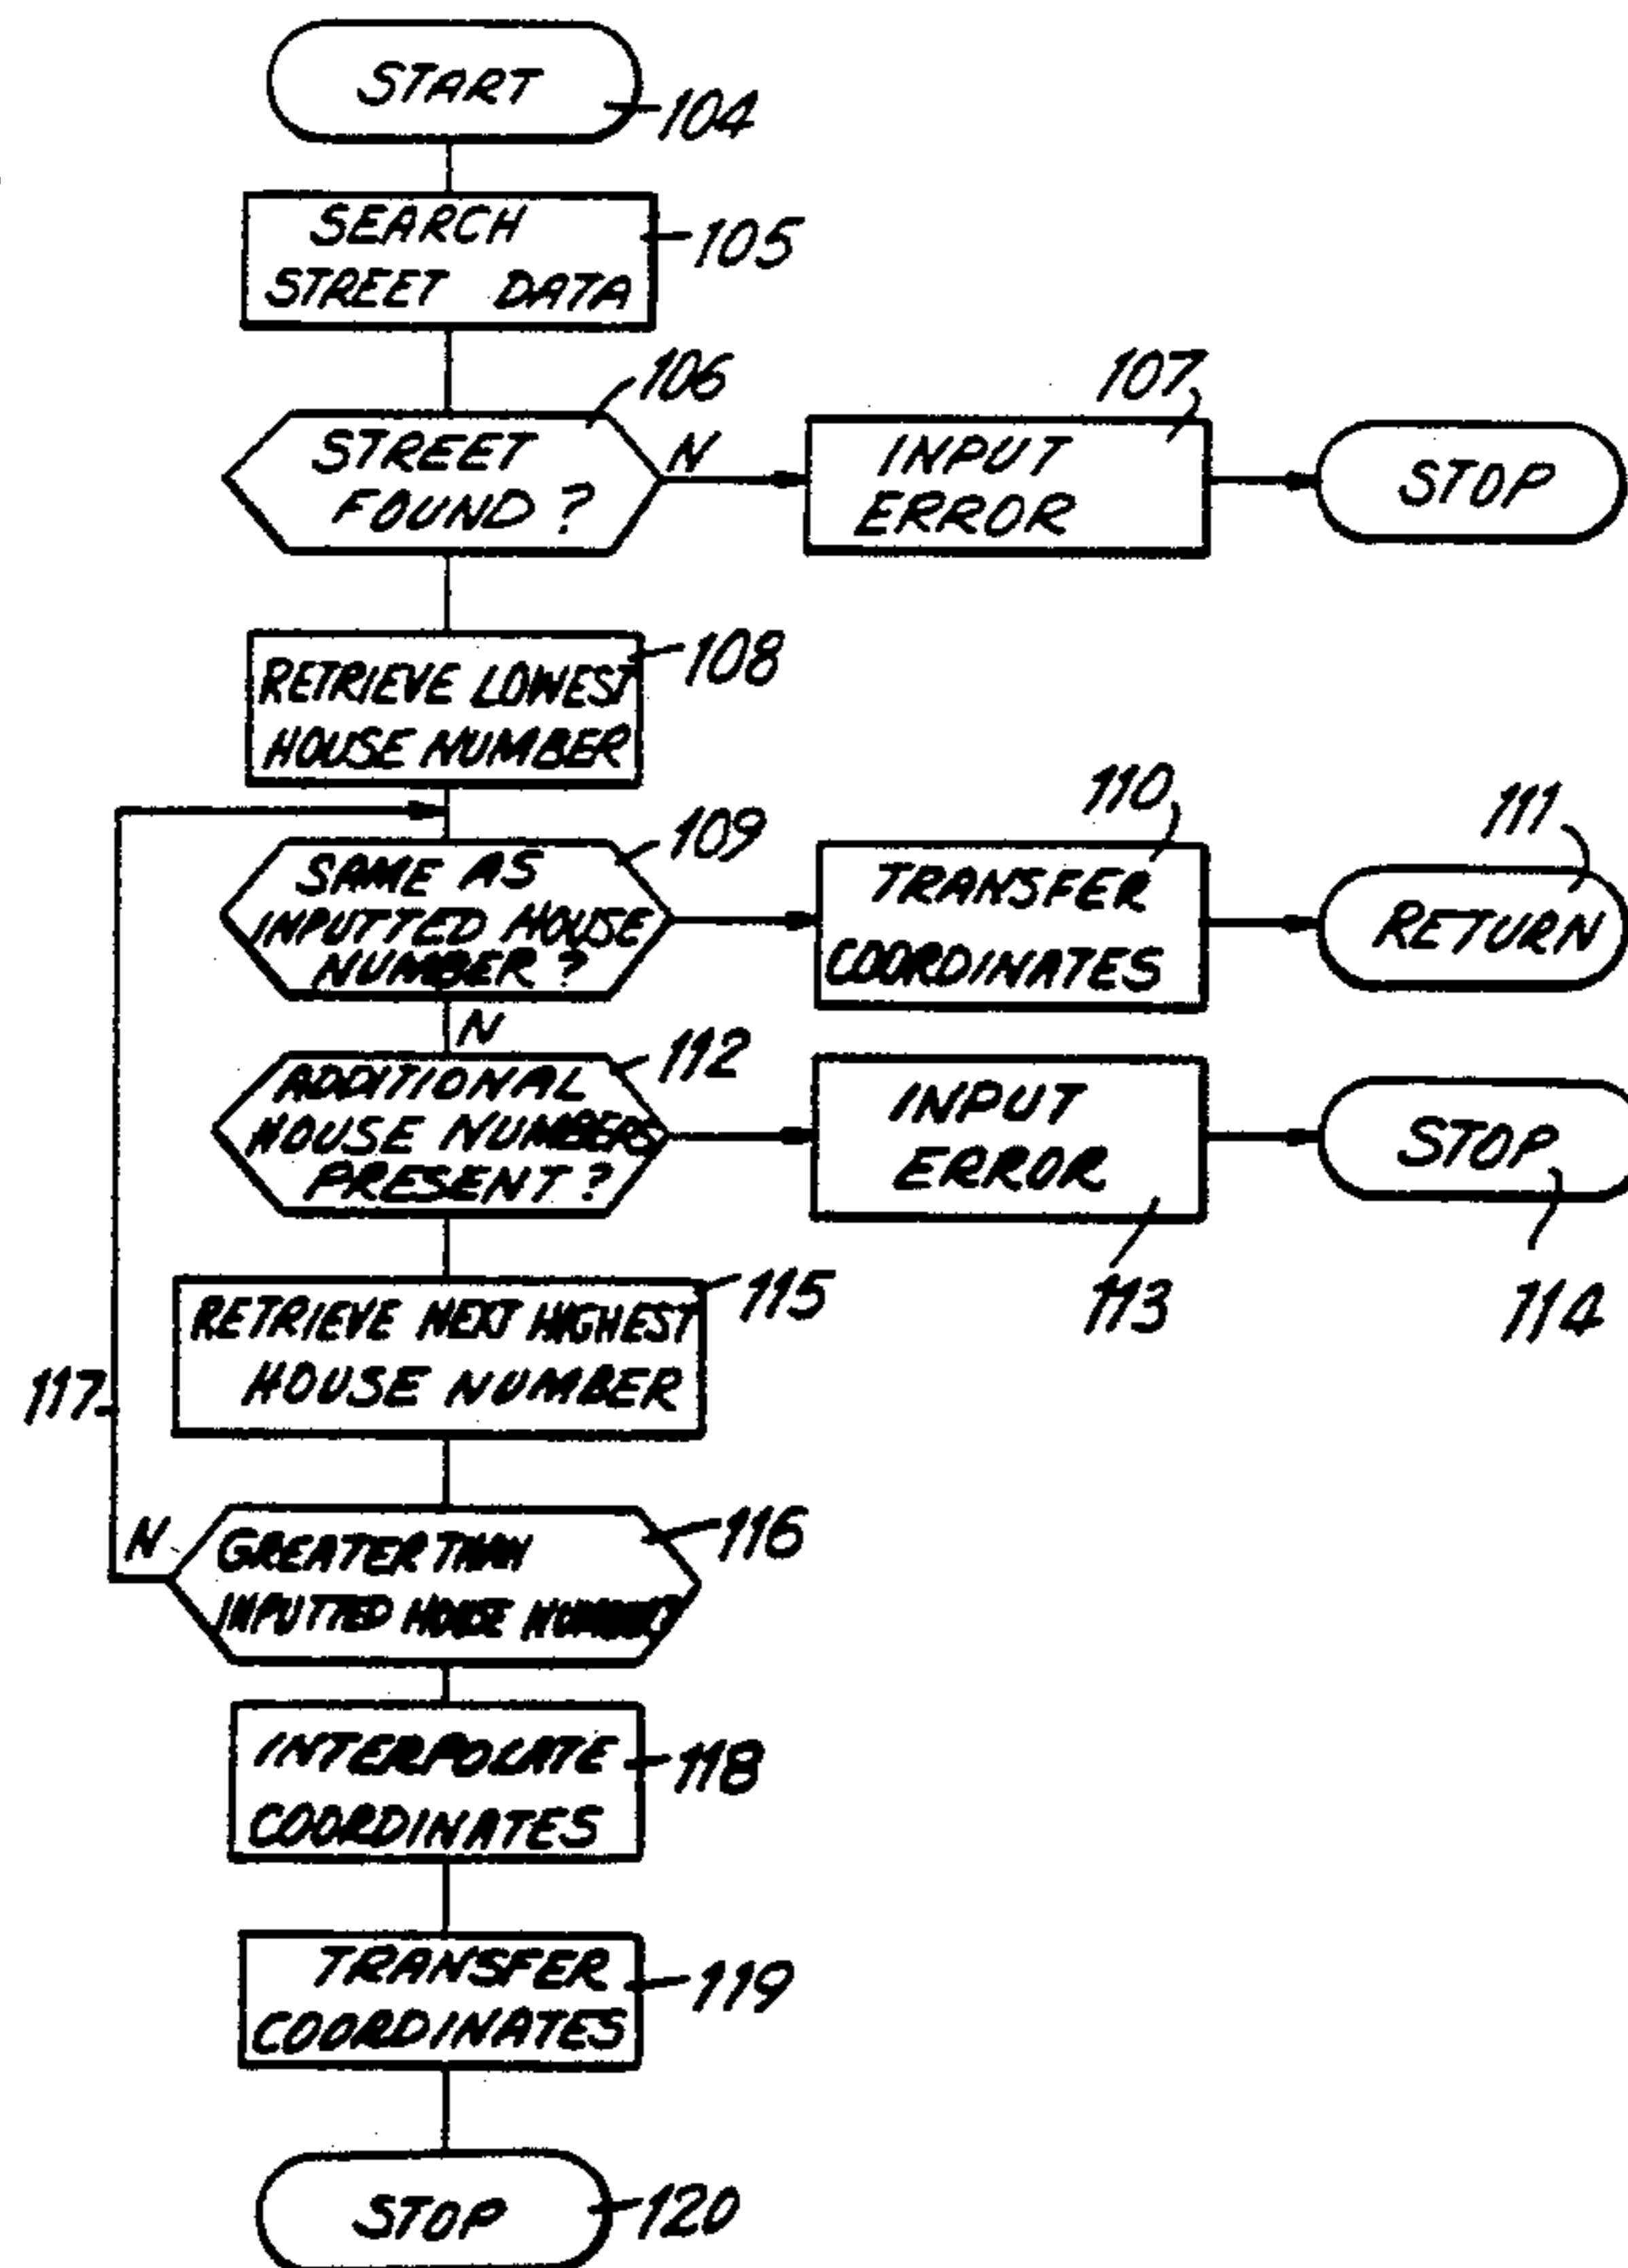 START
104
SEARCH
STREET DATA
105
106
STREET
FOUND?
N
107
INPUT
ERROR
STOP
RETRIEVE LOWEST
HOUSE NUMBER
108
109
SAME AS
INPUTTED HOUSE
NUMBER?
110
TRANSFER
COORDINATES
111
RETURN
N
112
ADDITIONAL
HOUSE NUMBERS
PRESENT?
INPUT
ERROR
113
STOP
114
115
RETRIEVE NEXT HIGHEST
HOUSE NUMBER
117
N
116
GREATER THAN
INPUTTED HOUSE
INTERPOLATE
COORDINATES
118
TRANSFER
COORDINATES
119
STOP
120